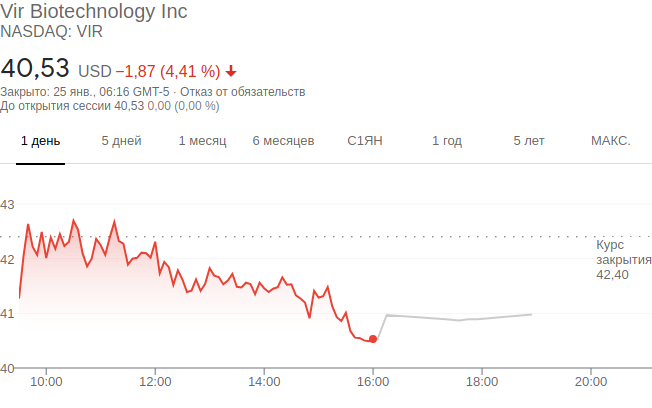 Vir Biotechnology Inc
NASDAQ: VIR
40,53 USD −1,87 (4,41 %)
Закрыто: 25 янв., 06:16 GMT-5 · Отказ от обязательств
До открытия сессии 40,53 0,00 (0,00 %)
1 день 5 дней 1 месяц 6 месяцев С1ЯН 1 год 5 лет МАКС.
43
Курс
закрытия
42,40
42
41
40
10:00 12:00 14:00 16:00 18:00 20:00